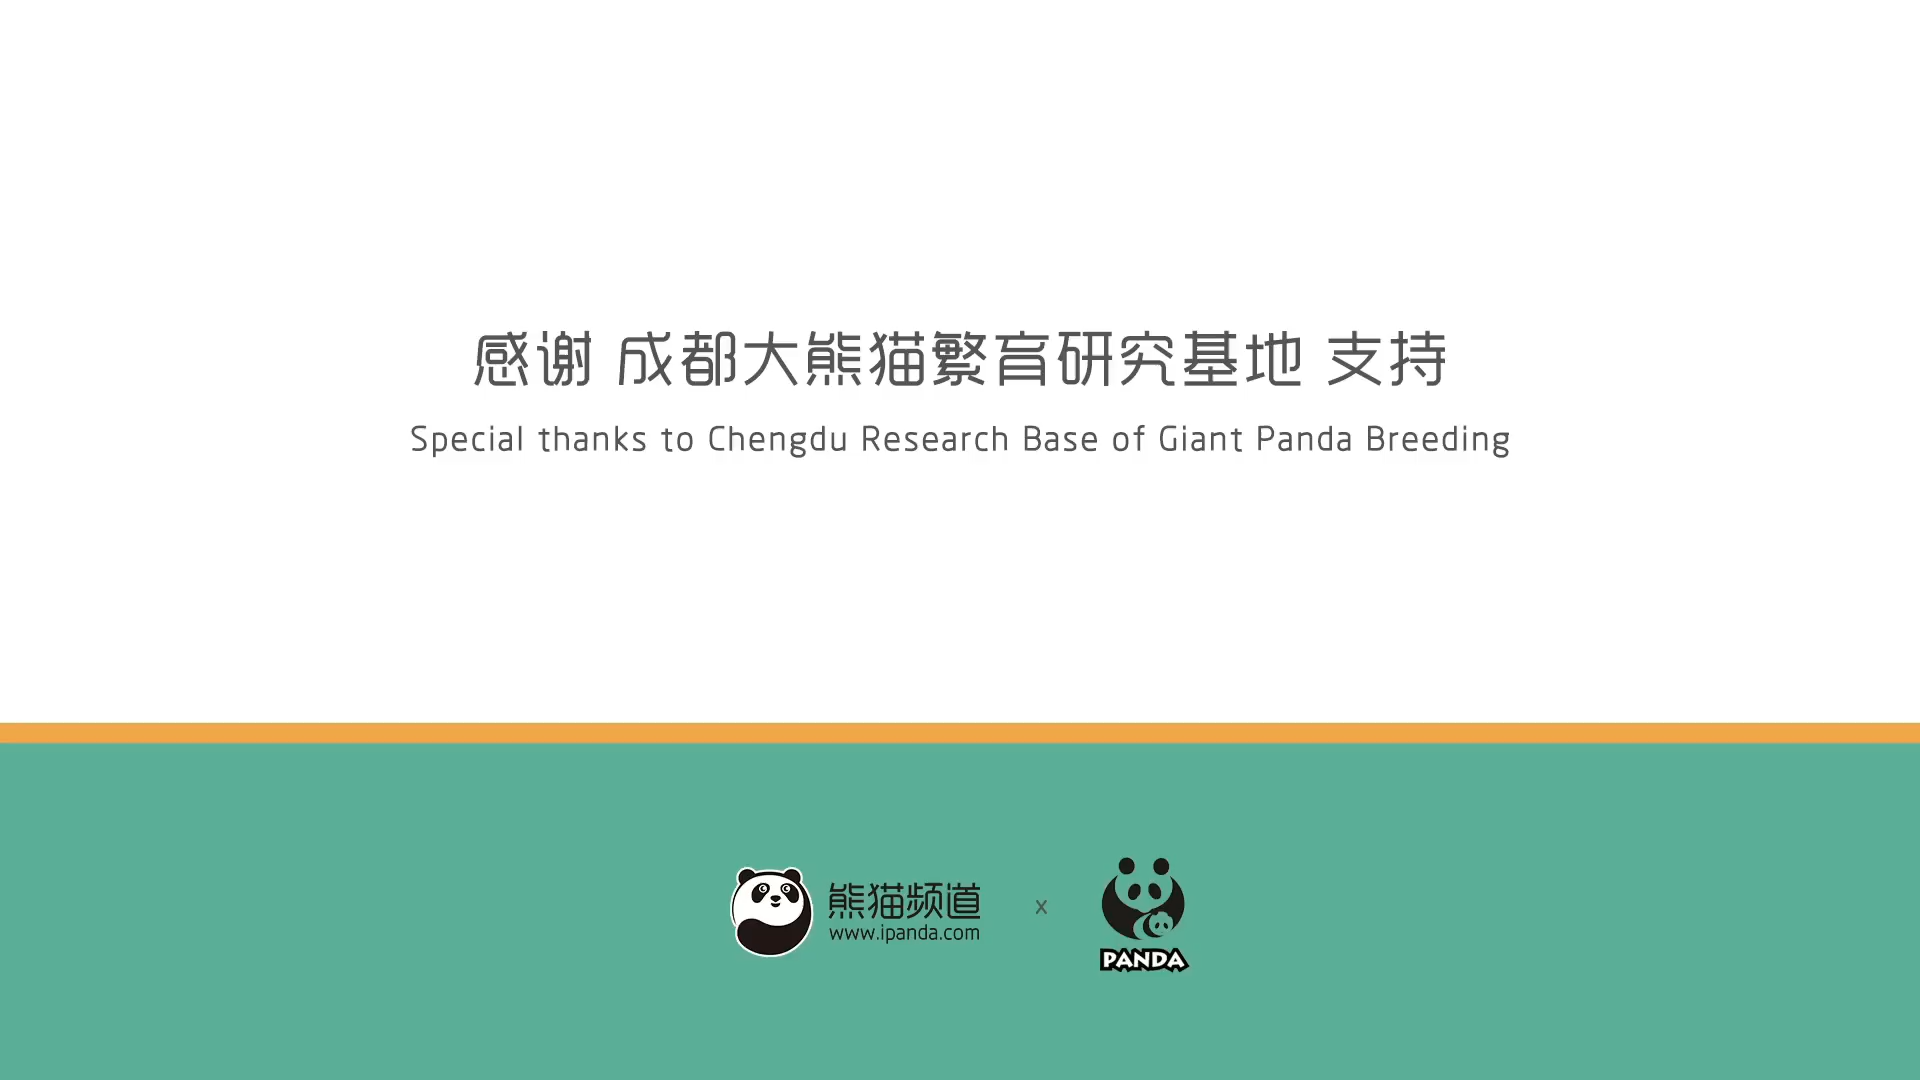 感谢 成都大熊猫繁育研究基地 支持
Special thanks to Chengdu Research Base of Giant Panda Breeding
熊猫频道
www.ipanda.com
x
PANDA